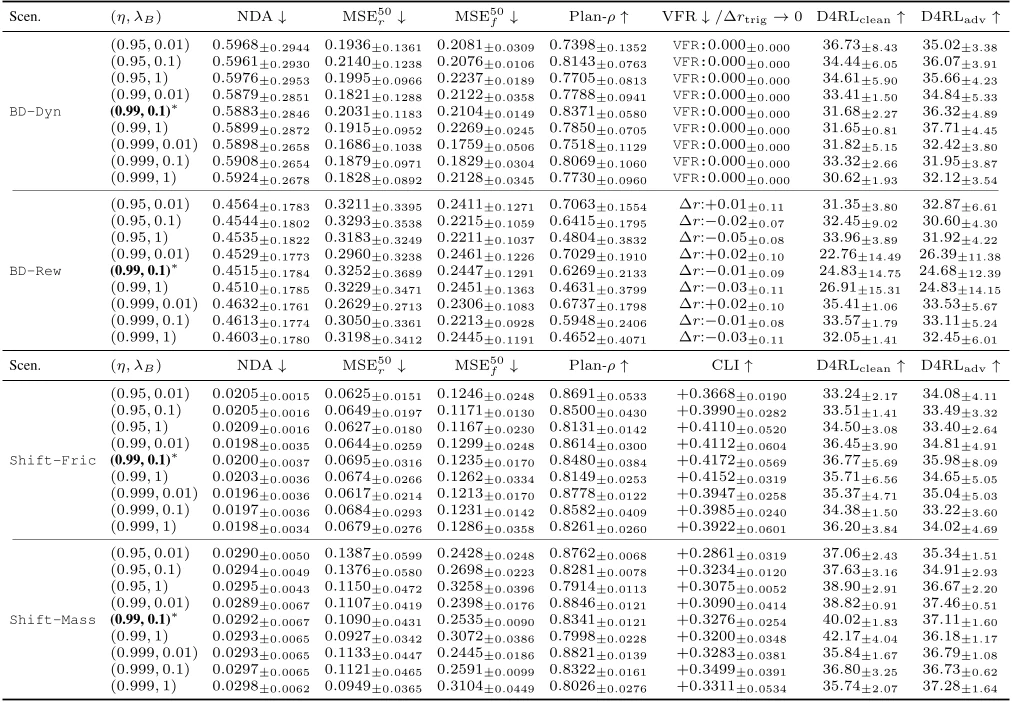 Scen. (η, λ_B) NDA ↓ MSE_r^50 ↓ MSE_f^50 ↓ Plan-ρ ↑ VFR ↓ /Δr_trig → 0 D4RL_clean ↑ D4RL_adv ↑
(0.95, 0.01) 0.5968±0.2944 0.1936±0.1361 0.2081±0.0309 0.7398±0.1352 VFR:0.000±0.000 36.73±8.43 35.02±3.38
(0.95, 0.1) 0.5961±0.2930 0.2140±0.1238 0.2076±0.0106 0.8143±0.0763 VFR:0.000±0.000 34.44±6.05 36.07±3.91
(0.95, 1) 0.5976±0.2953 0.1995±0.0966 0.2237±0.0189 0.7705±0.0813 VFR:0.000±0.000 34.61±5.90 35.66±4.23
(0.99, 0.01) 0.5879±0.2851 0.1821±0.1288 0.2122±0.0358 0.7788±0.0941 VFR:0.000±0.000 33.41±1.50 34.84±5.33
BD-Dyn (0.99, 0.1)* 0.5883±0.2846 0.2031±0.1183 0.2104±0.0149 0.8371±0.0580 VFR:0.000±0.000 31.68±2.27 36.32±4.89
(0.99, 1) 0.5899±0.2872 0.1915±0.0952 0.2269±0.0245 0.7850±0.0705 VFR:0.000±0.000 31.65±0.81 37.71±4.45
(0.999, 0.01) 0.5898±0.2658 0.1686±0.1038 0.1759±0.0506 0.7518±0.1129 VFR:0.000±0.000 31.82±5.15 32.42±3.80
(0.999, 0.1) 0.5908±0.2654 0.1879±0.0971 0.1829±0.0304 0.8069±0.1060 VFR:0.000±0.000 33.32±2.66 31.95±3.87
(0.999, 1) 0.5924±0.2678 0.1828±0.0892 0.2128±0.0345 0.7730±0.0960 VFR:0.000±0.000 30.62±1.93 32.12±3.54
(0.95, 0.01) 0.4564±0.1783 0.3211±0.3395 0.2411±0.1271 0.7063±0.1554 Δr:+0.01±0.11 31.35±3.80 32.87±6.61
(0.95, 0.1) 0.4544±0.1802 0.3293±0.3538 0.2215±0.1059 0.6415±0.1795 Δr:−0.02±0.07 32.45±9.02 30.60±4.30
(0.95, 1) 0.4535±0.1822 0.3183±0.3249 0.2211±0.1037 0.4804±0.3832 Δr:−0.05±0.08 33.96±3.89 31.92±4.22
(0.99, 0.01) 0.4529±0.1773 0.2960±0.3238 0.2461±0.1226 0.7029±0.1910 Δr:+0.02±0.10 22.76±14.49 26.39±11.38
BD-Rew (0.99, 0.1)* 0.4515±0.1784 0.3252±0.3689 0.2447±0.1291 0.6269±0.2133 Δr:−0.01±0.09 24.83±14.75 24.68±12.39
(0.99, 1) 0.4510±0.1785 0.3229±0.3471 0.2451±0.1363 0.4631±0.3799 Δr:−0.03±0.11 26.91±15.31 24.83±14.15
(0.999, 0.01) 0.4632±0.1761 0.2629±0.2713 0.2306±0.1083 0.6737±0.1798 Δr:+0.02±0.10 35.41±1.06 33.53±5.67
(0.999, 0.1) 0.4613±0.1774 0.3050±0.3361 0.2213±0.0928 0.5948±0.2406 Δr:−0.01±0.08 33.57±1.79 33.11±5.24
(0.999, 1) 0.4603±0.1780 0.3198±0.3412 0.2445±0.1191 0.4652±0.4071 Δr:−0.03±0.11 32.05±1.41 32.45±6.01
Scen. (η, λ_B) NDA ↓ MSE_r^50 ↓ MSE_f^50 ↓ Plan-ρ ↑ CLI ↑ D4RL_clean ↑ D4RL_adv ↑
(0.95, 0.01) 0.0205±0.0015 0.0625±0.0151 0.1246±0.0248 0.8691±0.0533 +0.3668±0.0190 33.24±2.17 34.08±4.11
(0.95, 0.1) 0.0205±0.0016 0.0649±0.0197 0.1171±0.0130 0.8500±0.0430 +0.3990±0.0282 33.51±1.41 33.49±3.32
(0.95, 1) 0.0209±0.0016 0.0627±0.0180 0.1167±0.0230 0.8131±0.0142 +0.4110±0.0520 34.50±3.08 33.40±2.64
(0.99, 0.01) 0.0198±0.0035 0.0644±0.0259 0.1299±0.0248 0.8614±0.0300 +0.4112±0.0604 36.45±3.90 34.81±4.91
Shift-Fric (0.99, 0.1)* 0.0200±0.0037 0.0695±0.0316 0.1235±0.0170 0.8480±0.0384 +0.4172±0.0569 36.77±5.69 35.98±8.09
(0.99, 1) 0.0203±0.0036 0.0674±0.0266 0.1262±0.0334 0.8149±0.0253 +0.4152±0.0319 35.71±6.56 34.65±5.05
(0.999, 0.01) 0.0196±0.0036 0.0617±0.0214 0.1213±0.0170 0.8778±0.0122 +0.3947±0.0258 35.37±4.71 35.04±5.03
(0.999, 0.1) 0.0197±0.0036 0.0684±0.0293 0.1231±0.0142 0.8582±0.0409 +0.3985±0.0240 34.38±1.50 33.22±3.60
(0.999, 1) 0.0198±0.0034 0.0679±0.0276 0.1286±0.0358 0.8261±0.0260 +0.3922±0.0601 36.20±3.84 34.02±4.69
(0.95, 0.01) 0.0290±0.0050 0.1387±0.0599 0.2428±0.0248 0.8762±0.0068 +0.2861±0.0319 37.06±2.43 35.34±1.51
(0.95, 0.1) 0.0294±0.0049 0.1376±0.0580 0.2698±0.0223 0.8281±0.0078 +0.3234±0.0120 37.63±3.16 34.91±2.93
(0.95, 1) 0.0295±0.0043 0.1150±0.0472 0.3258±0.0396 0.7914±0.0113 +0.3075±0.0052 38.90±2.91 36.67±2.20
(0.99, 0.01) 0.0289±0.0067 0.1107±0.0419 0.2398±0.0176 0.8846±0.0121 +0.3090±0.0414 38.82±0.91 37.46±0.51
Shift-Mass (0.99, 0.1)* 0.0292±0.0067 0.1090±0.0431 0.2535±0.0090 0.8341±0.0121 +0.3276±0.0254 40.02±1.83 37.11±1.60
(0.99, 1) 0.0293±0.0065 0.0927±0.0342 0.3072±0.0386 0.7998±0.0228 +0.3200±0.0348 42.17±4.04 36.18±1.17
(0.999, 0.01) 0.0293±0.0065 0.1133±0.0447 0.2445±0.0186 0.8821±0.0139 +0.3283±0.0381 35.84±1.67 36.79±1.08
(0.999, 0.1) 0.0297±0.0065 0.1121±0.0465 0.2591±0.0099 0.8322±0.0161 +0.3499±0.0391 36.80±3.25 36.73±0.62
(0.999, 1) 0.0298±0.0062 0.0949±0.0365 0.3104±0.0449 0.8026±0.0276 +0.3311±0.0534 35.74±2.07 37.28±1.64